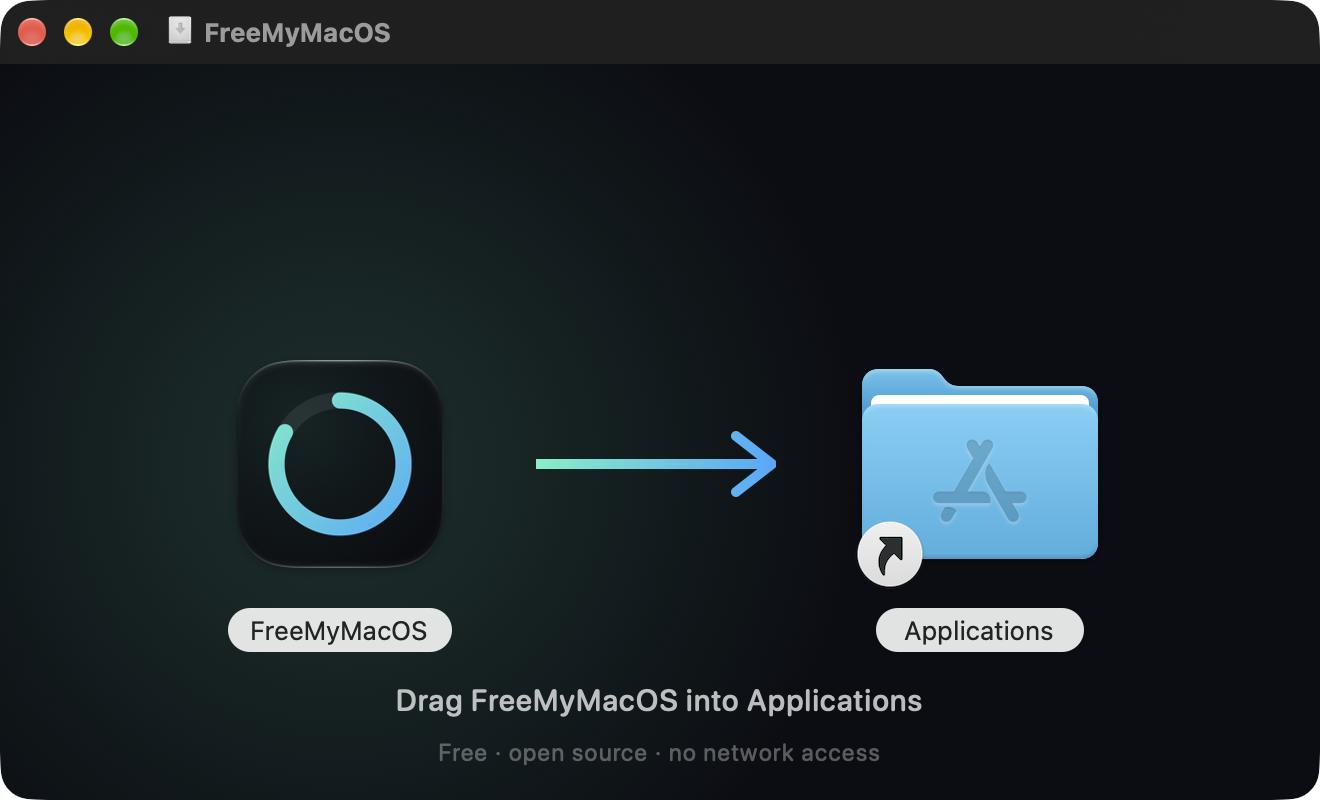 FreeMyMacOS
FreeMyMacOS
Applications
Drag FreeMyMacOS into Applications
Free · open source · no network access